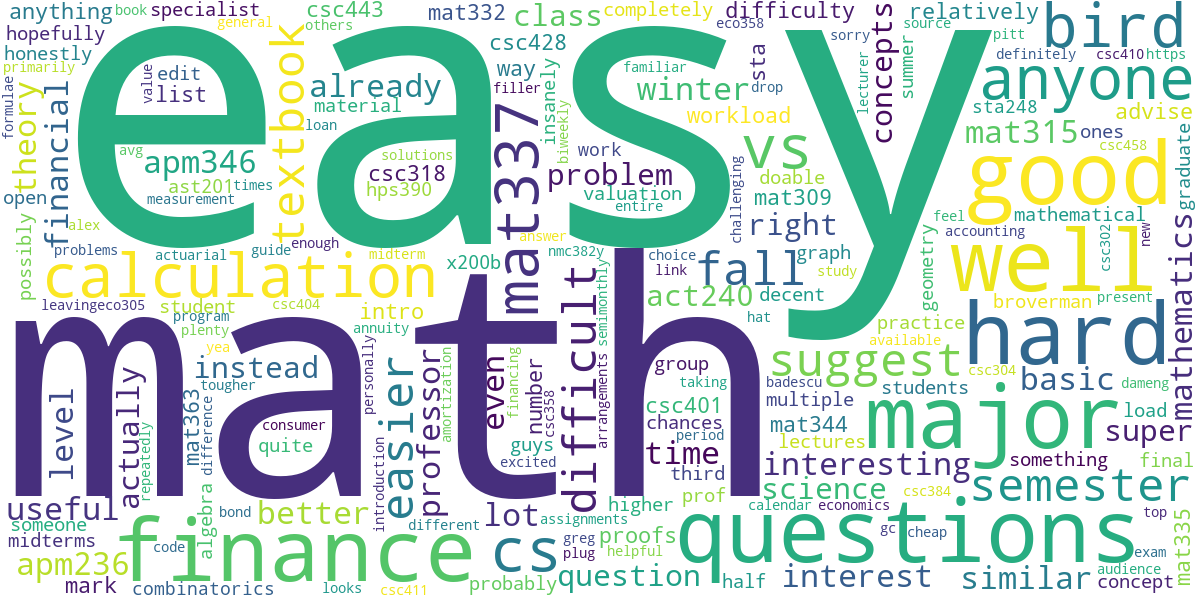 anything
book
specialist
general
csc443
others
mat332
class
completely
eco358
difficulty
sorry
relatively
source
pitt
bird
hopefully
honestly
primarily
formulae
theory
financial
edit
value
list
textbook
already
material
loan
easy
csc428
way
filler
insanely
biweekly
familiar
winter
sta
drop
workload
lecturer
concepts
summer
definitely
csc410
https
anyone
sta248
advise
mat315
ones
csc458
graduate
good
avg
apm346
ast201
times
measurement
open
alex
possibly
solutions
csc318
hps390
mat337
work
problem
valuation
entire
vs
doable
mat309
challenging
right
feel
mathematical
accounting
csc302
new
mathematics
problems
actuarial
guide
enough
midterm
answer
nmc382y
choice
link
fall
graph
geometry
well
calculation
x200b
act240
decent
broverman
present
leavingeco305
student
csc404
intro
program
plenty
annuity
yea
semimonthly
hat
study
practice
available
hard
math
level
actually
repeatedly
instead
tougher
mat363
difference
consumer
quite
personally
easier
professor
amortization
even
financing
number
csc358
difficult
arrangements
group
taking
csc401
chances
period
suggest
badescu
multiple
students
csc304
basic
dameng
mat344
lectures
major
load
super
guys
excited
time
third
interesting
something
final
useful
someone
midterms
algebra
bond
better
introduction
different
lot
assignments
higher
prof
science
calendar
economics
csc384
semester
top
mat335
apm236
finance
code
cs
greg
plug
proofs
helpful
questions
gc
cheap
exam
audience
mark
combinatorics
looks
csc411
probably
question
half
interest
similar
concept